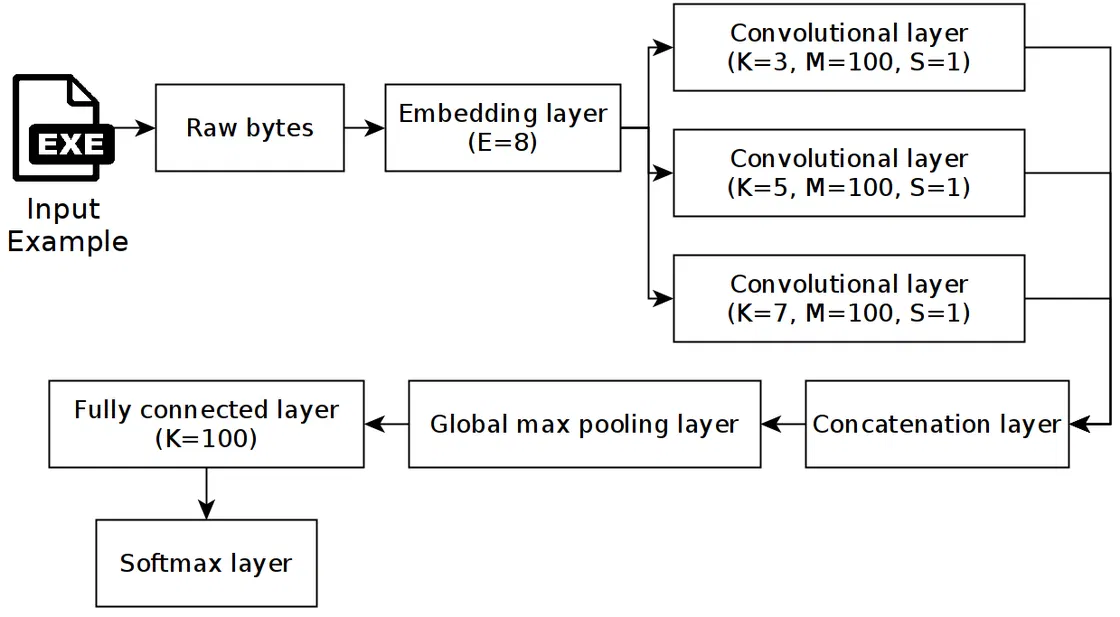 EXE
Input
Example
Raw bytes
Embedding layer
(E=8)
Convolutional layer
(K=3, M=100, S=1)
Convolutional layer
(K=5, M=100, S=1)
Convolutional layer
(K=7, M=100, S=1)
Concatenation layer
Global max pooling layer
Fully connected layer
(K=100)
Softmax layer